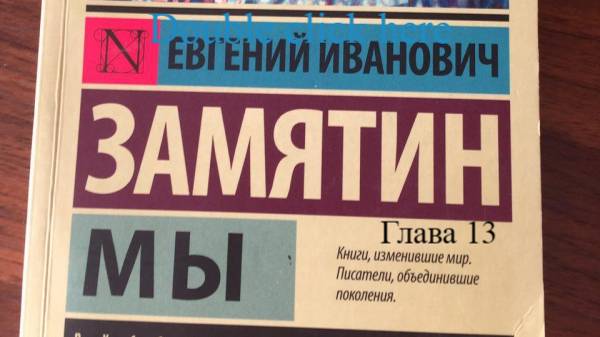 Double click here
N ЕВГЕНИЙ ИВАНОВИЧ
ЗАМЯТИН
МЫ
Глава 13
Книги, изменившие мир.
Писатели, объединившие
поколения.